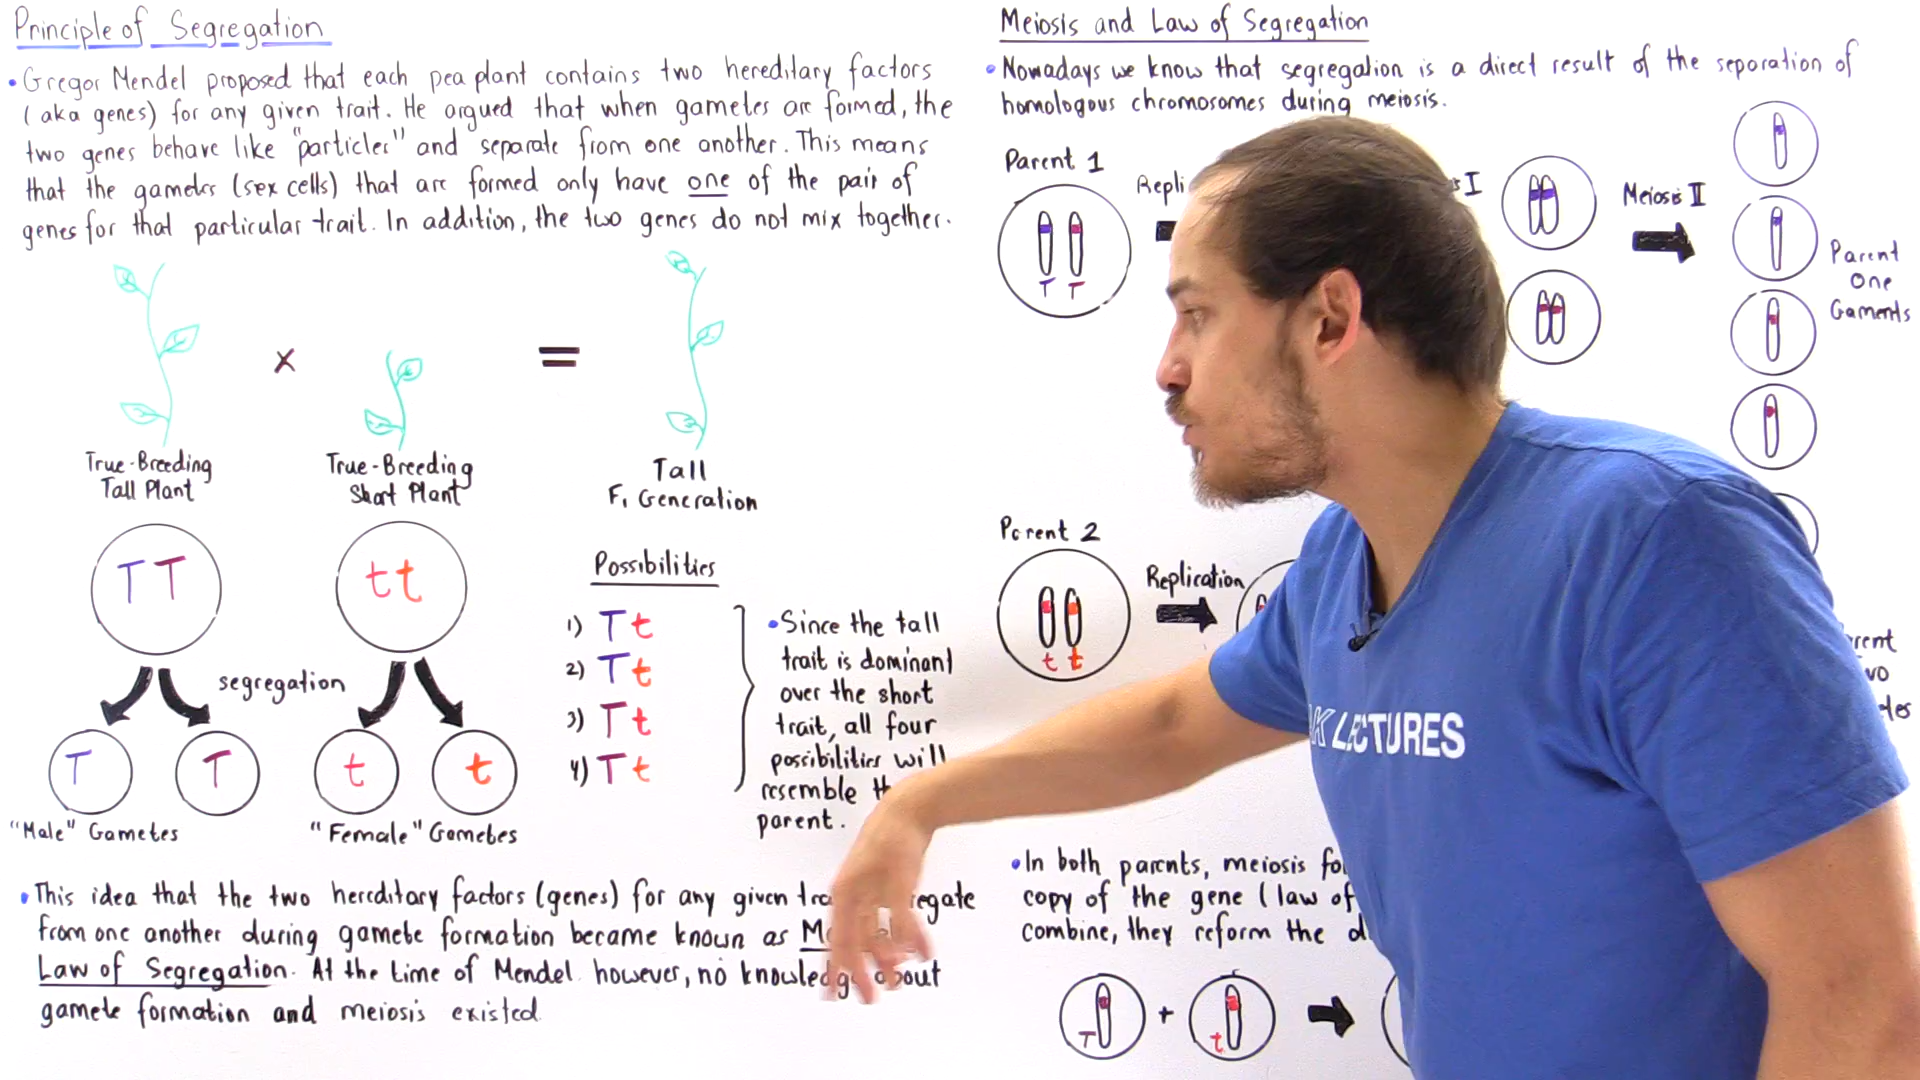 Principle of Segregation
• Gregor Mendel proposed that each pea plant contains two hereditary factors
(aka genes) for any given trait. He argued that when gametes are formed, the
two genes behave like "particles" and separate from one another. This means
that the gametes (sex cells) that are formed only have one of the pair of
genes for that particular trait. In addition, the two genes do not mix together.
x
=
True-Breeding
Tall Plant
True-Breeding
Short Plant
Tall
F₁ Generation
T T
t t
segregation
T
T
t
t
"Male" Gametes
"Female" Gametes
Possibilities
1) T t
2) T t
3) T t
4) T t
• Since the tall
trait is dominant
over the short
trait, all four
possibilities will
resemble
parent.
• This idea that the two hereditary factors (genes) for any given
from one another during gamete formation became known as
Law of Segregation. At the time of Mendel however, no knowledge about
gamete formation and meiosis existed
Meiosis and Law of Segregation
• Nowadays we know that segregation is a direct result of the separation of
homologous chromosomes during meiosis.
Parent 1
T T
Repli
I
Meiosis II
Parent
One
Gaments
Parent 2
t t
Replication
LECTURES
• In both parents, meiosis
copy of the gene (law of
combine, they reform the
T
+
t